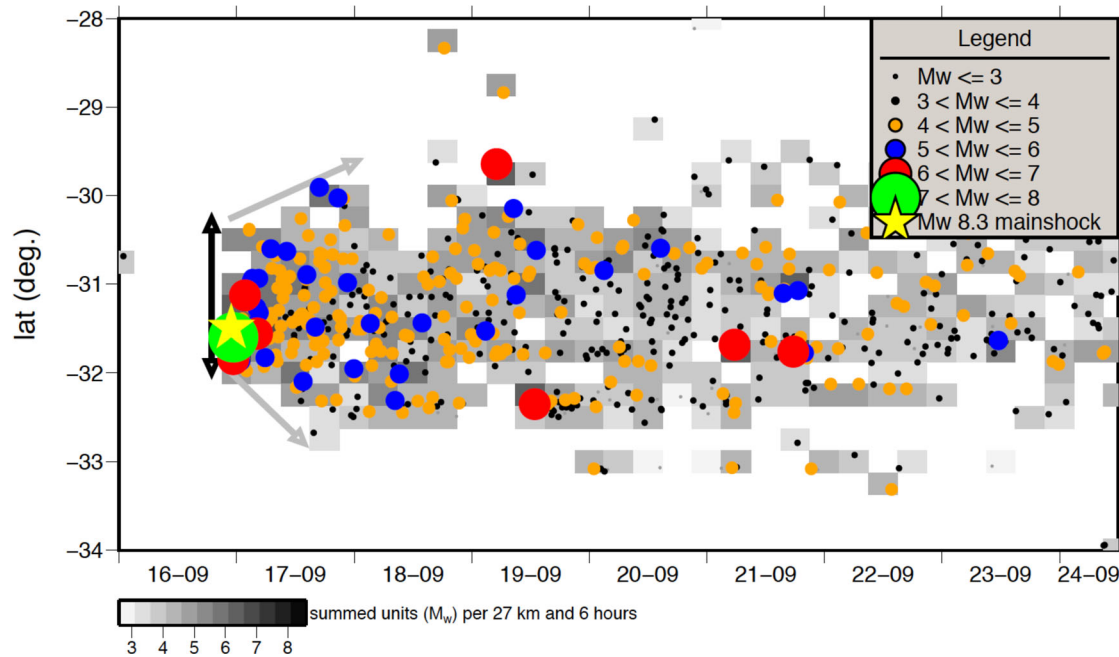 −28
−29
−30
−31
−32
−33
−34
lat (deg.)
Legend
Mw <= 3
3 < Mw <= 4
4 < Mw <= 5
5 < Mw <= 6
6 < Mw <= 7
7 < Mw <= 8
Mw 8.3 mainshock
16−09 17−09 18−09 19−09 20−09 21−09 22−09 23−09 24−09
summed units (Mw) per 27 km and 6 hours
3 4 5 6 7 8